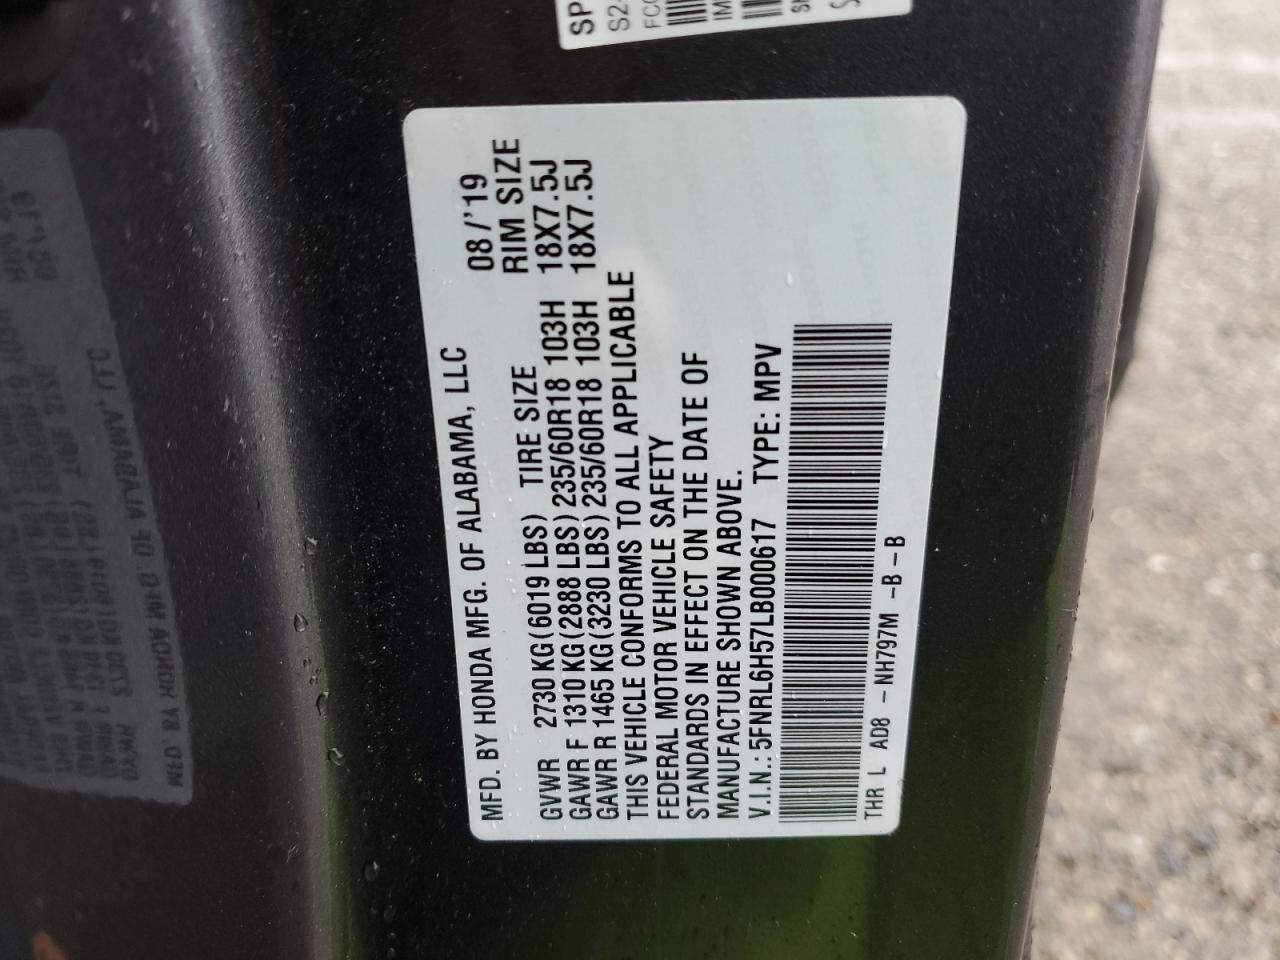 MFD. BY HONDA MFG. OF ALABAMA, LLC 08/'19
GVWR 2730 KG(6019 LBS) TIRE SIZE RIM SIZE
GAWR F 1310 KG(2888 LBS)235/60R18 103H 18X7.5J
GAWR R 1465 KG(3230 LBS)235/60R18 103H 18X7.5J
THIS VEHICLE CONFORMS TO ALL APPLICABLE
FEDERAL MOTOR VEHICLE SAFETY
STANDARDS IN EFFECT ON THE DATE OF
MANUFACTURE SHOWN ABOVE.
V.I.N.: 5FNRL6H57LB000617 TYPE: MPV
THR L AD8 - NH797M - B - B